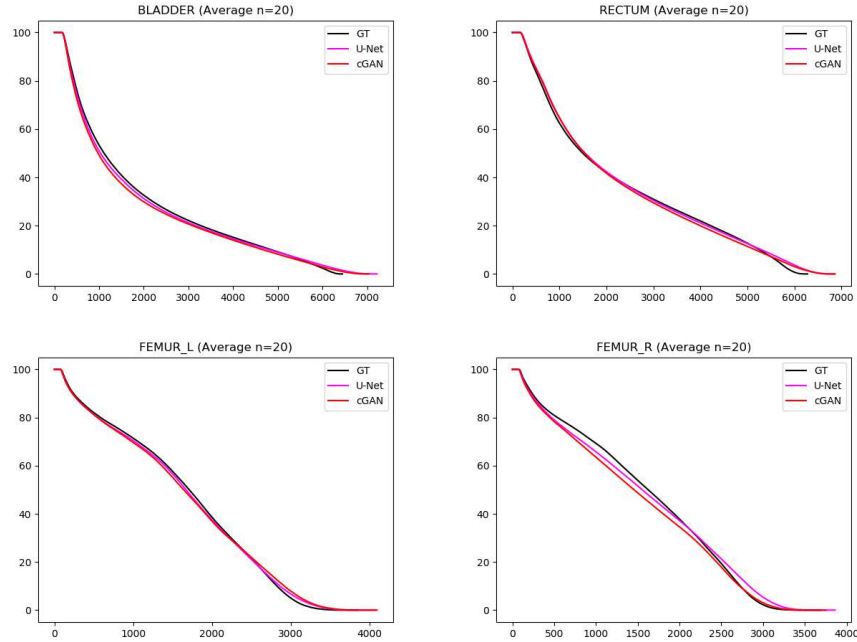 BLADDER (Average n=20)
100
80
60
40
20
0
0 1000 2000 3000 4000 5000 6000 7000
GT
U-Net
cGAN
RECTUM (Average n=20)
100
80
60
40
20
0
0 1000 2000 3000 4000 5000 6000 7000
GT
U-Net
cGAN
FEMUR_L (Average n=20)
100
80
60
40
20
0
0 1000 2000 3000 4000
GT
U-Net
cGAN
FEMUR_R (Average n=20)
100
80
60
40
20
0
0 500 1000 1500 2000 2500 3000 3500 4000
GT
U-Net
cGAN